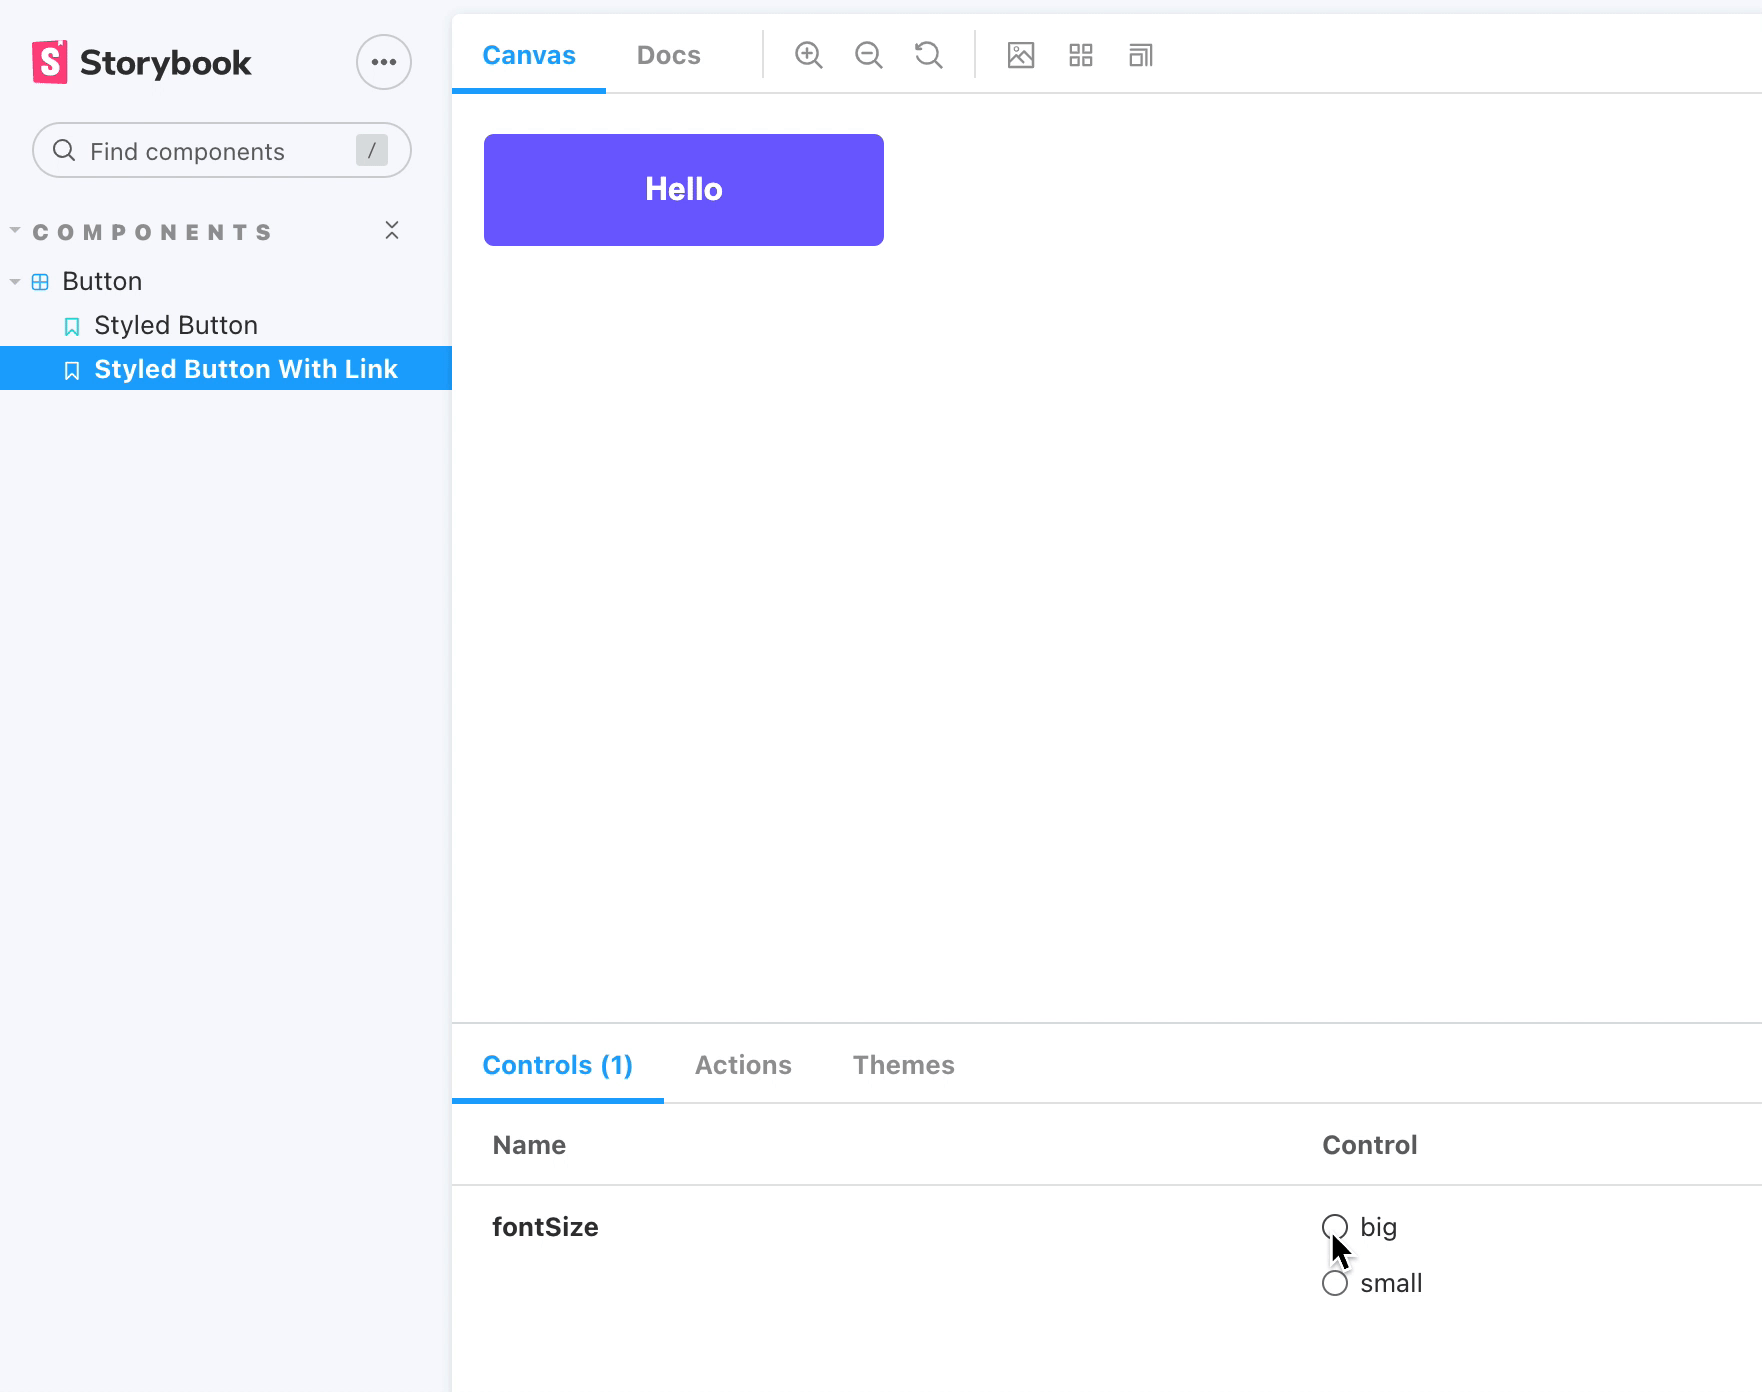 Storybook
Find components /
COMPONENTS
Button
Styled Button
Styled Button With Link
Canvas Docs
Hello
Controls (1) Actions Themes
Name Control
fontSize big
small